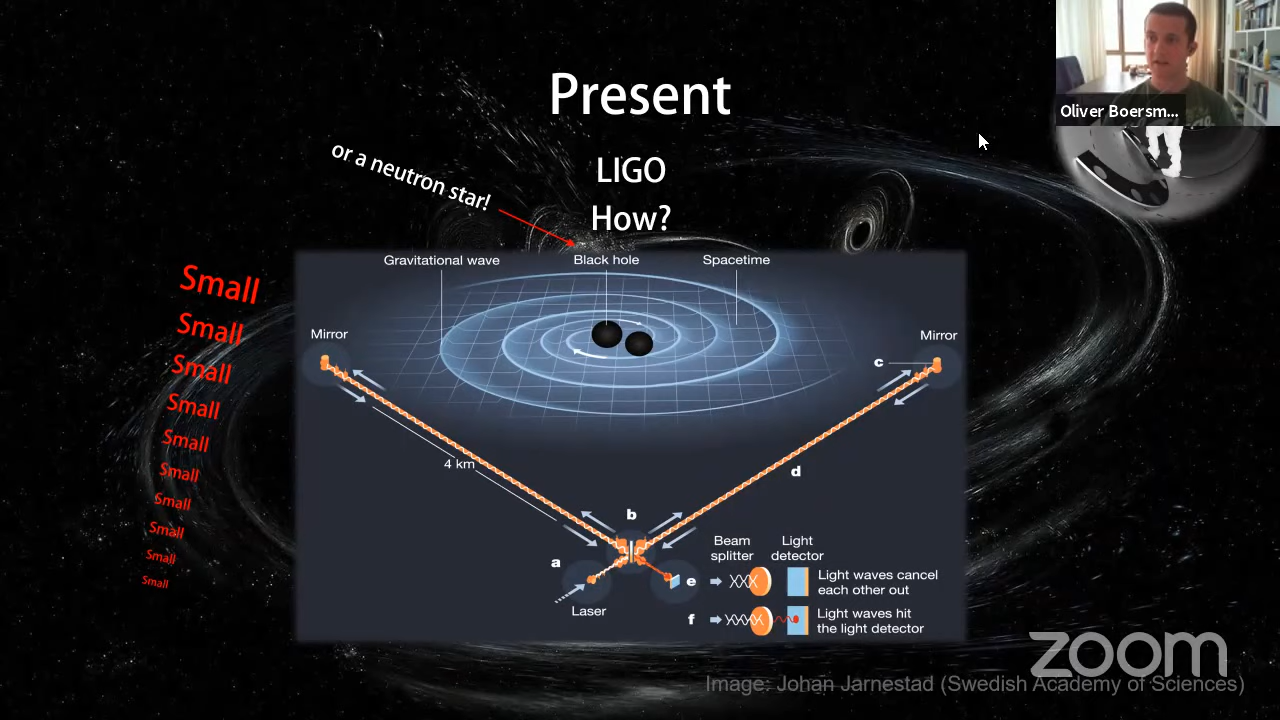 Present
Oliver Boersm...
or a neutron star!
LIGO
How?
Gravitational wave
Black hole
Spacetime
Small
Small
Small
Small
Small
Small
Small
Small
Small
Small
Mirror
Mirror
c
4 km
d
b
a
Laser
Beam
splitter
Light
detector
e
Light waves cancel
each other out
f
Light waves hit
the light detector
zoom
Image: Johan Jarnestad (Swedish Academy of Sciences)